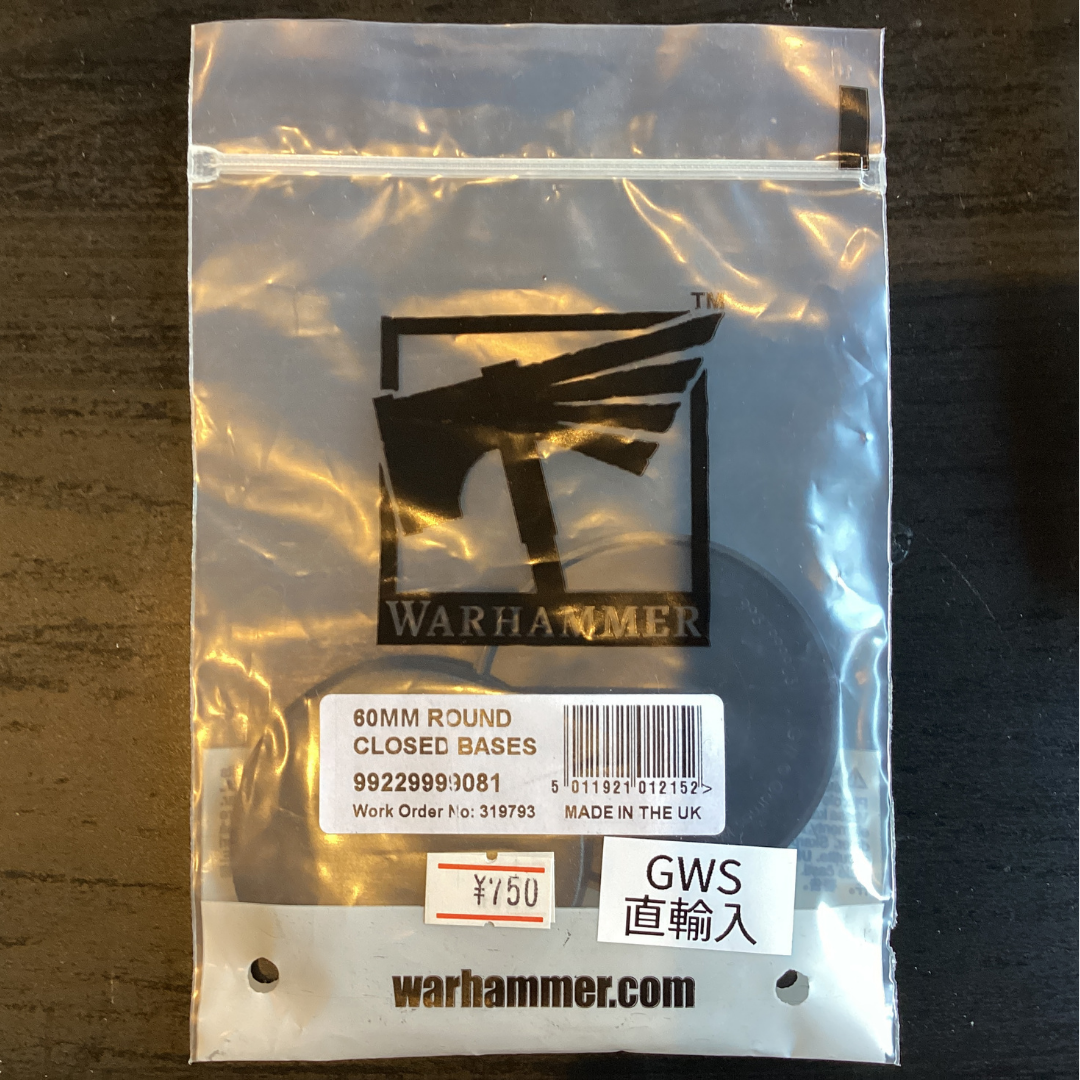 TM
WARHAMMER
60MM ROUND
CLOSED BASES
99229999081
Work Order No: 319793
5 011921 012152 >
MADE IN THE UK
¥750
GWS
直輸入
warhammer.com